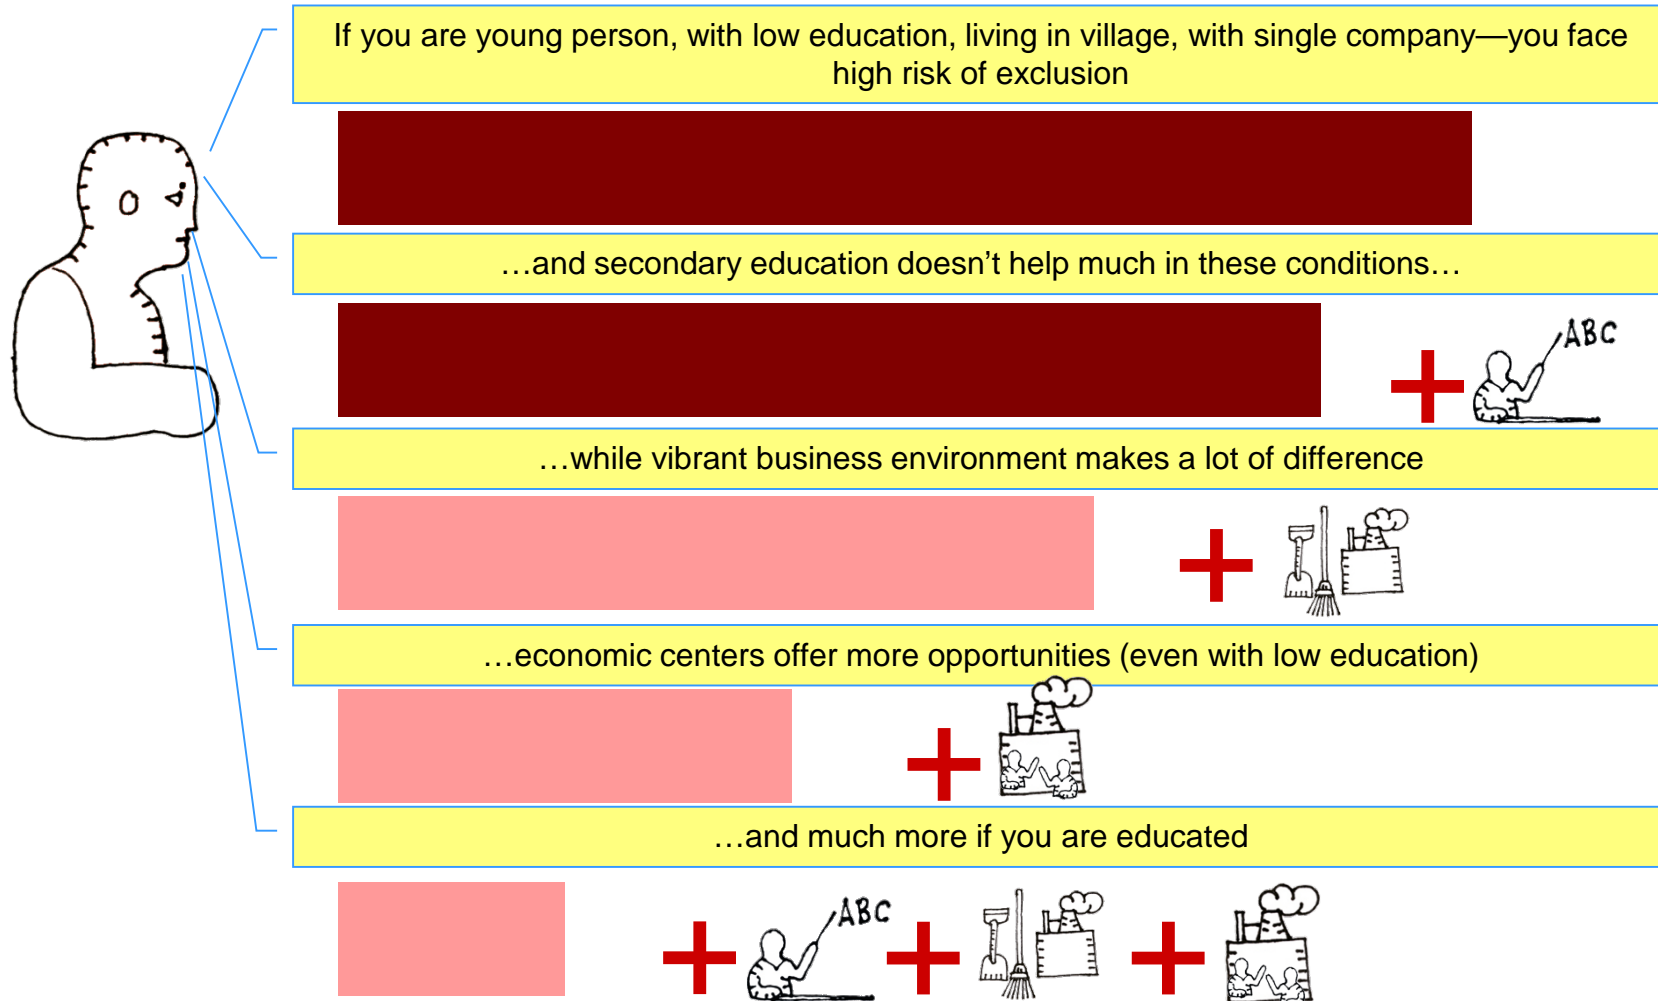 If you are young person, with low education, living in village, with single company—you face
high risk of exclusion
…and secondary education doesn’t help much in these conditions…
ABC
…while vibrant business environment makes a lot of difference
…economic centers offer more opportunities (even with low education)
…and much more if you are educated
ABC